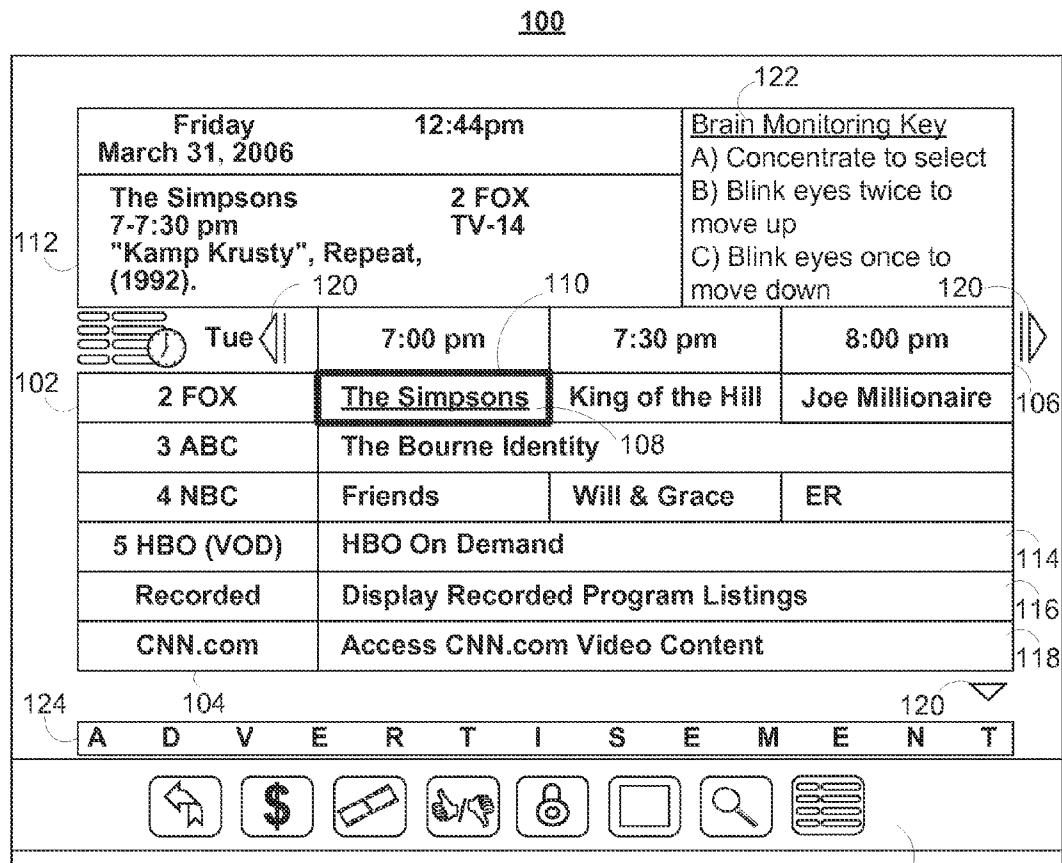 100
122
Friday 12:44pm
March 31, 2006
Brain Monitoring Key
A) Concentrate to select
B) Blink eyes twice to
move up
C) Blink eyes once to
move down
The Simpsons 2 FOX
7-7:30 pm TV-14
"Kamp Krusty", Repeat,
(1992).
112
120
110
120
Tue 7:00 pm 7:30 pm 8:00 pm
102
106
2 FOX The Simpsons King of the Hill Joe Millionaire
3 ABC The Bourne Identity 108
4 NBC Friends Will & Grace ER
5 HBO (VOD) HBO On Demand
114
Recorded Display Recorded Program Listings
116
CNN.com Access CNN.com Video Content
118
104
120
124
A D V E R T I S E M E N T
$
/